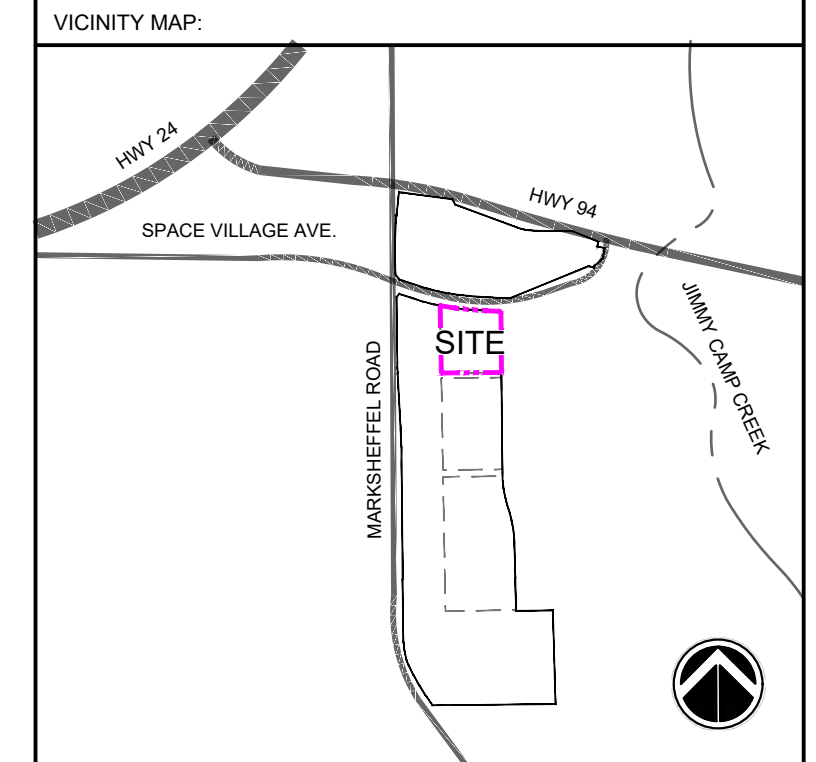 VICINITY MAP:
HWY 24
HWY 94
SPACE VILLAGE AVE.
SITE
JIMMY CAMP CREEK
MARKSHEFFEL ROAD